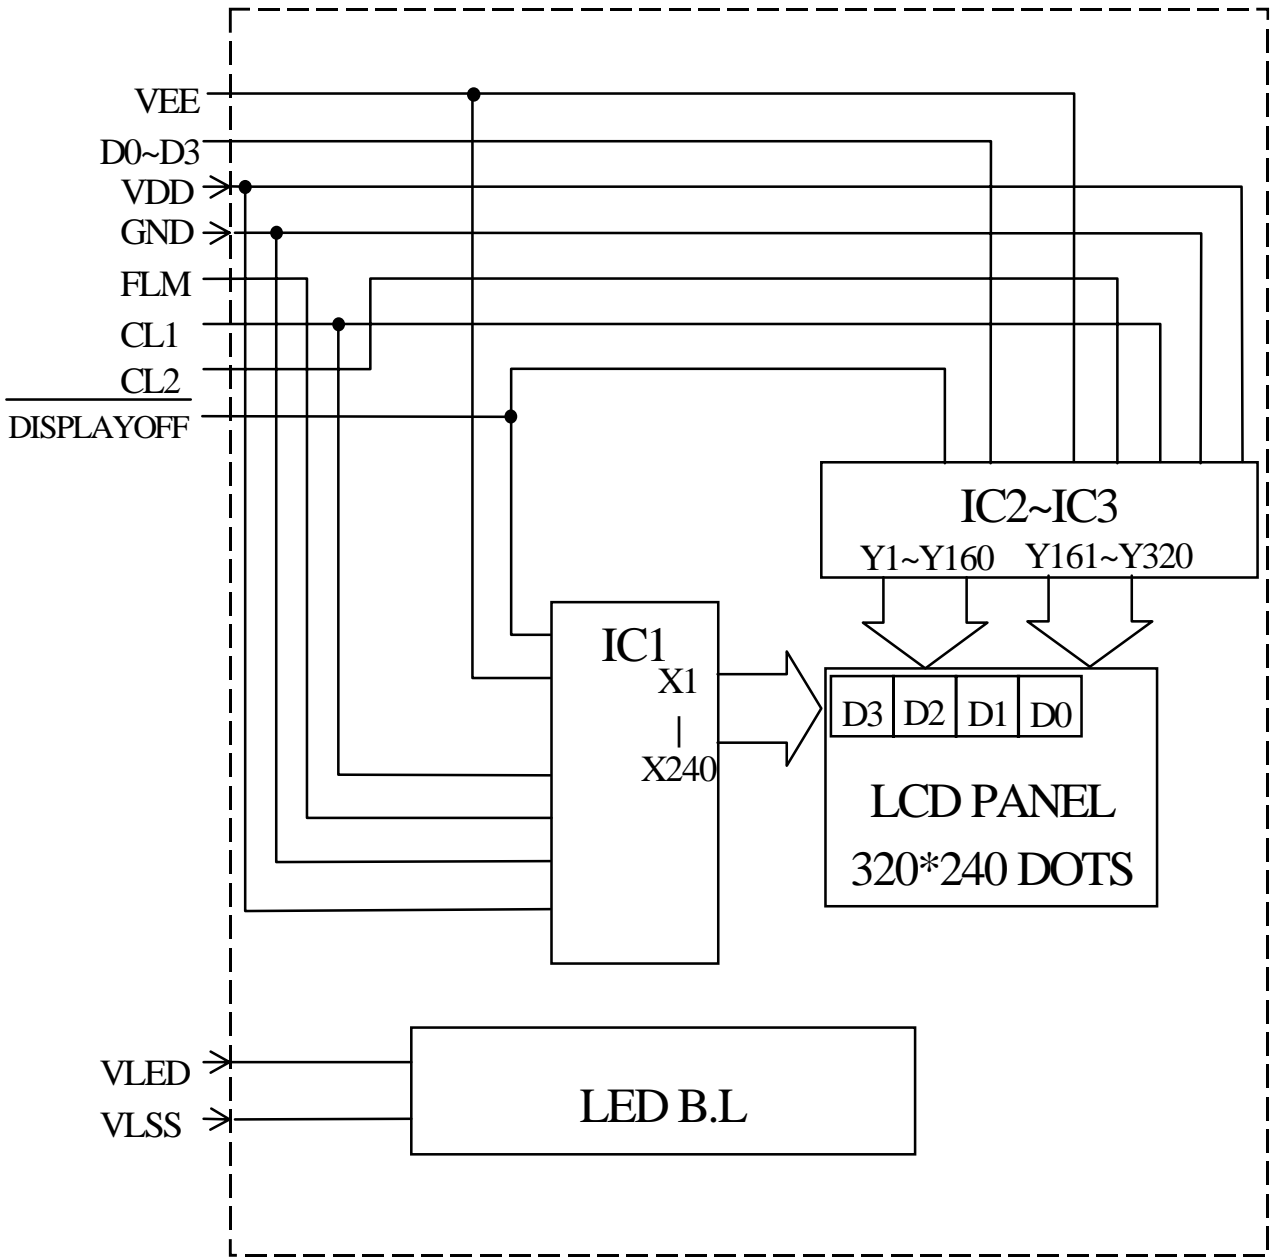 VEE
D0~D3
VDD
GND
FLM
CL1
CL2
DISPLAYOFF
IC2~IC3
Y1~Y160 Y161~Y320
IC1
X1
|
X240
D3 D2 D1 D0
LCD PANEL
320*240 DOTS
VLED
VLSS
LED B.L